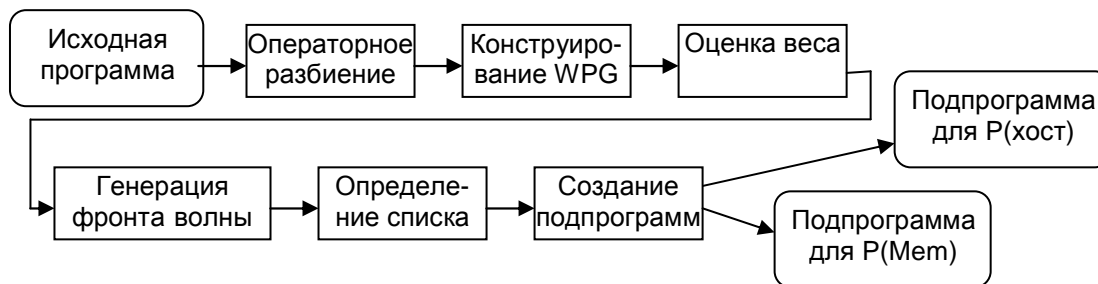 Исходная
программа
Операторное
разбиение
Конструиро-
вание WPG
Оценка веса
Подпрограмма
для P(хост)
Генерация
фронта волны
Определе-
ние списка
Создание
подпрограмм
Подпрограмма
для P(Mem)